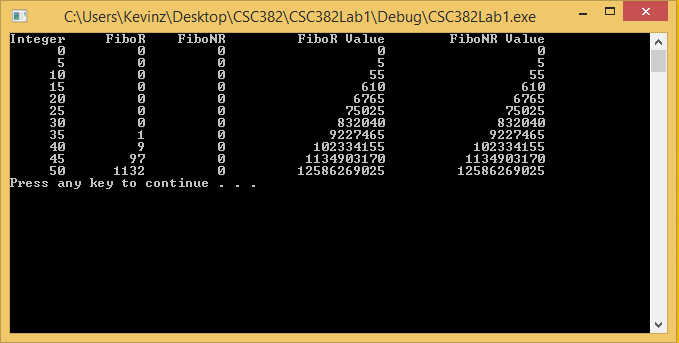 C:\Users\Kevinz\Desktop\CSC382\CSC382Lab1\Debug\CSC382Lab1.exe
Integer FiboR FiboNR FiboR Value FiboNR Value
0 0 0 0 0
5 0 0 5 5
10 0 0 55 55
15 0 0 610 610
20 0 0 6765 6765
25 0 0 75025 75025
30 0 0 832040 832040
35 1 0 9227465 9227465
40 9 0 102334155 102334155
45 97 0 1134903170 1134903170
50 1132 0 12586269025 12586269025
Press any key to continue . . .